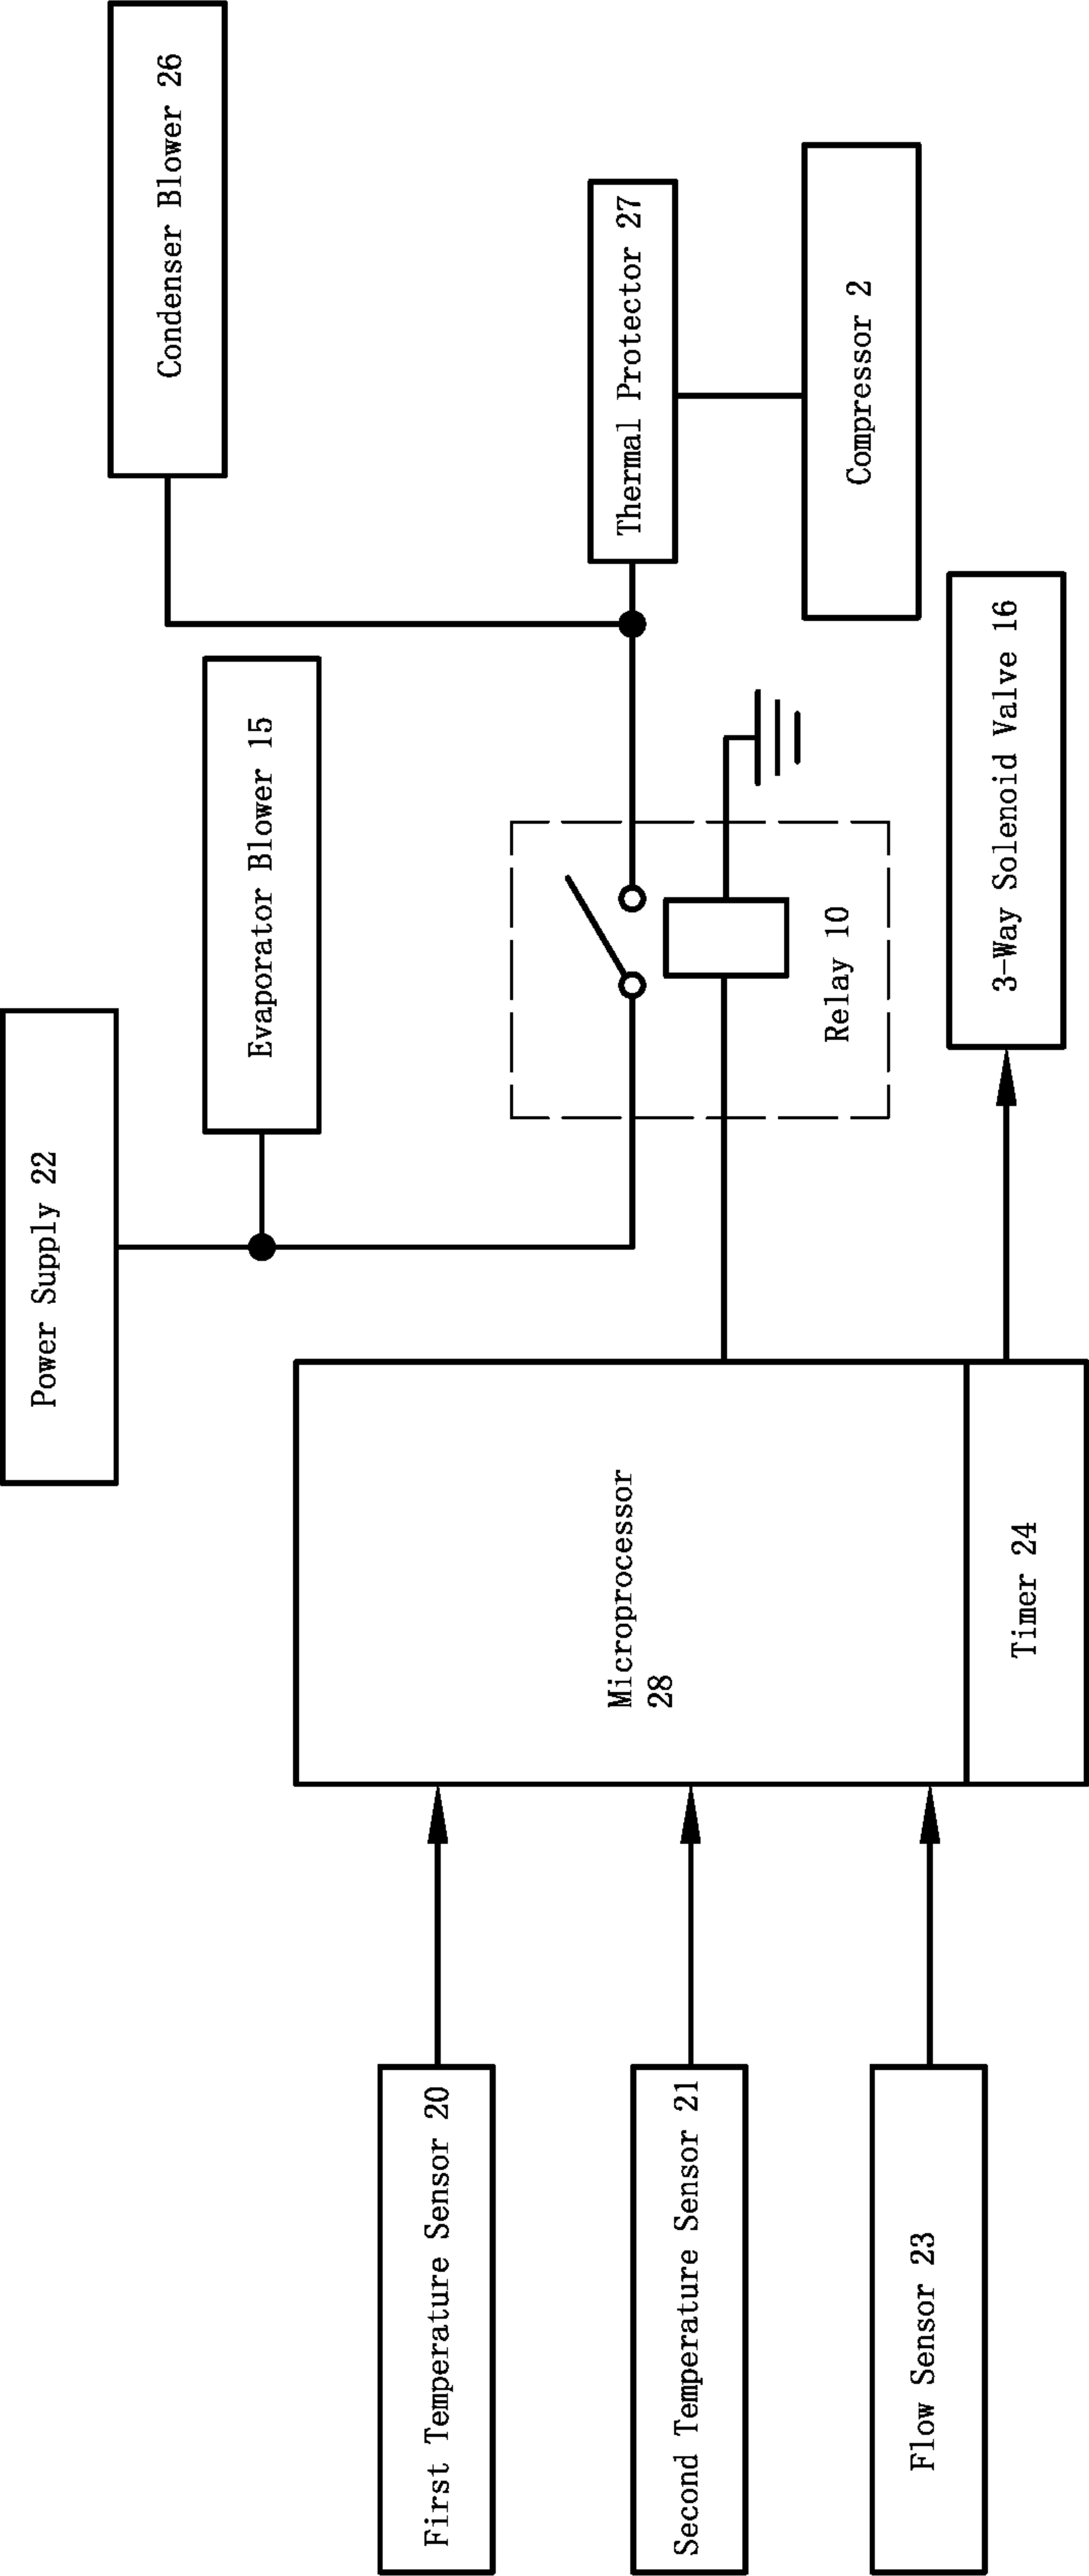 Power Supply 22
Condenser Blower 26
Evaporator Blower 15
First Temperature Sensor 20
Thermal Protector 27
Microprocessor
28
Second Temperature Sensor 21
Relay 10
Compressor 2
Flow Sensor 23
3-Way Solenoid Valve 16
Timer 24